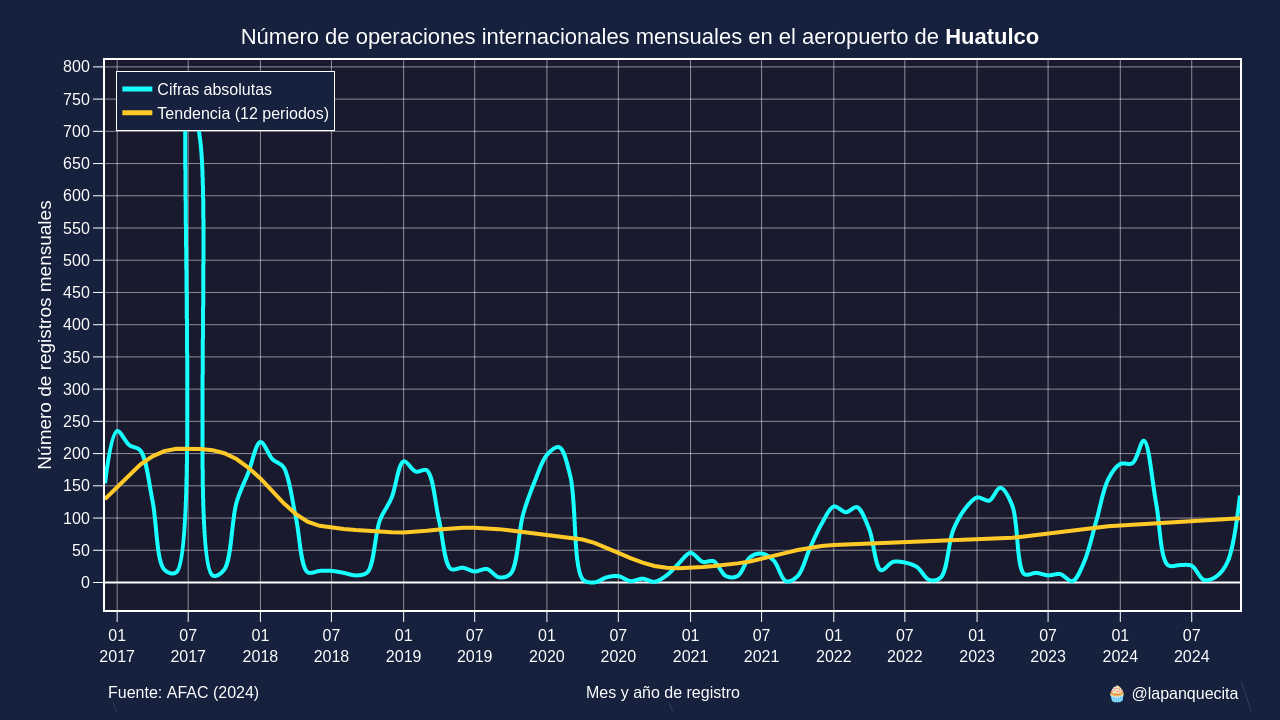 Número de operaciones internacionales mensuales en el aeropuerto de Huatulco
Cifras absolutas
Tendencia (12 periodos)
Número de registros mensuales
800
750
700
650
600
550
500
450
400
350
300
250
200
150
100
50
0
01 07 01 07 01 07 01 07 01 07 01 07 01 07 01 07
2017 2017 2018 2018 2019 2019 2020 2020 2021 2021 2022 2022 2023 2023 2024 2024
Fuente: AFAC (2024) Mes y año de registro 🧁 @lapanquecita